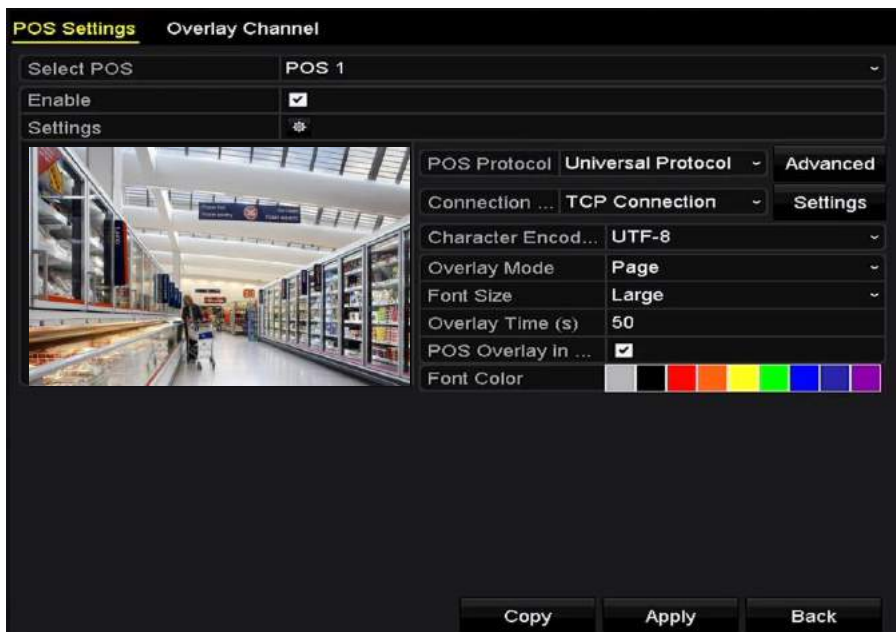 POS Settings Overlay Channel
Select POS POS 1
Enable
Settings
POS Protocol Universal Protocol Advanced
Connection ... TCP Connection Settings
Character Encod... UTF-8
Overlay Mode Page
Font Size Large
Overlay Time (s) 50
POS Overlay in ...
Font Color
Copy Apply Back